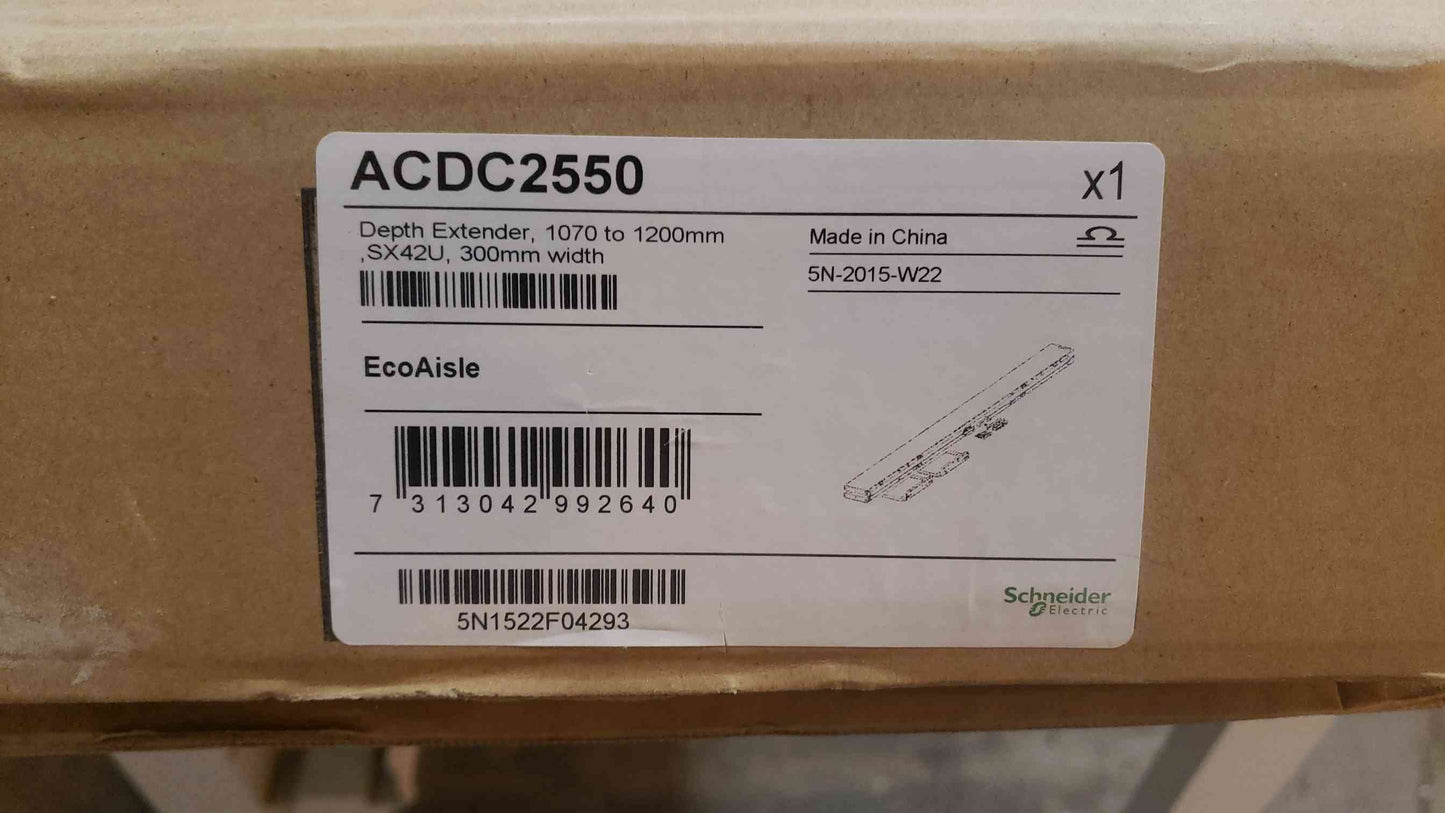 ACDC2550
x1
Depth Extender, 1070 to 1200mm
,SX42U, 300mm width
Made in China
5N-2015-W22
EcoAisle
7 313042 992640
5N1522F04293
Schneider
Electric